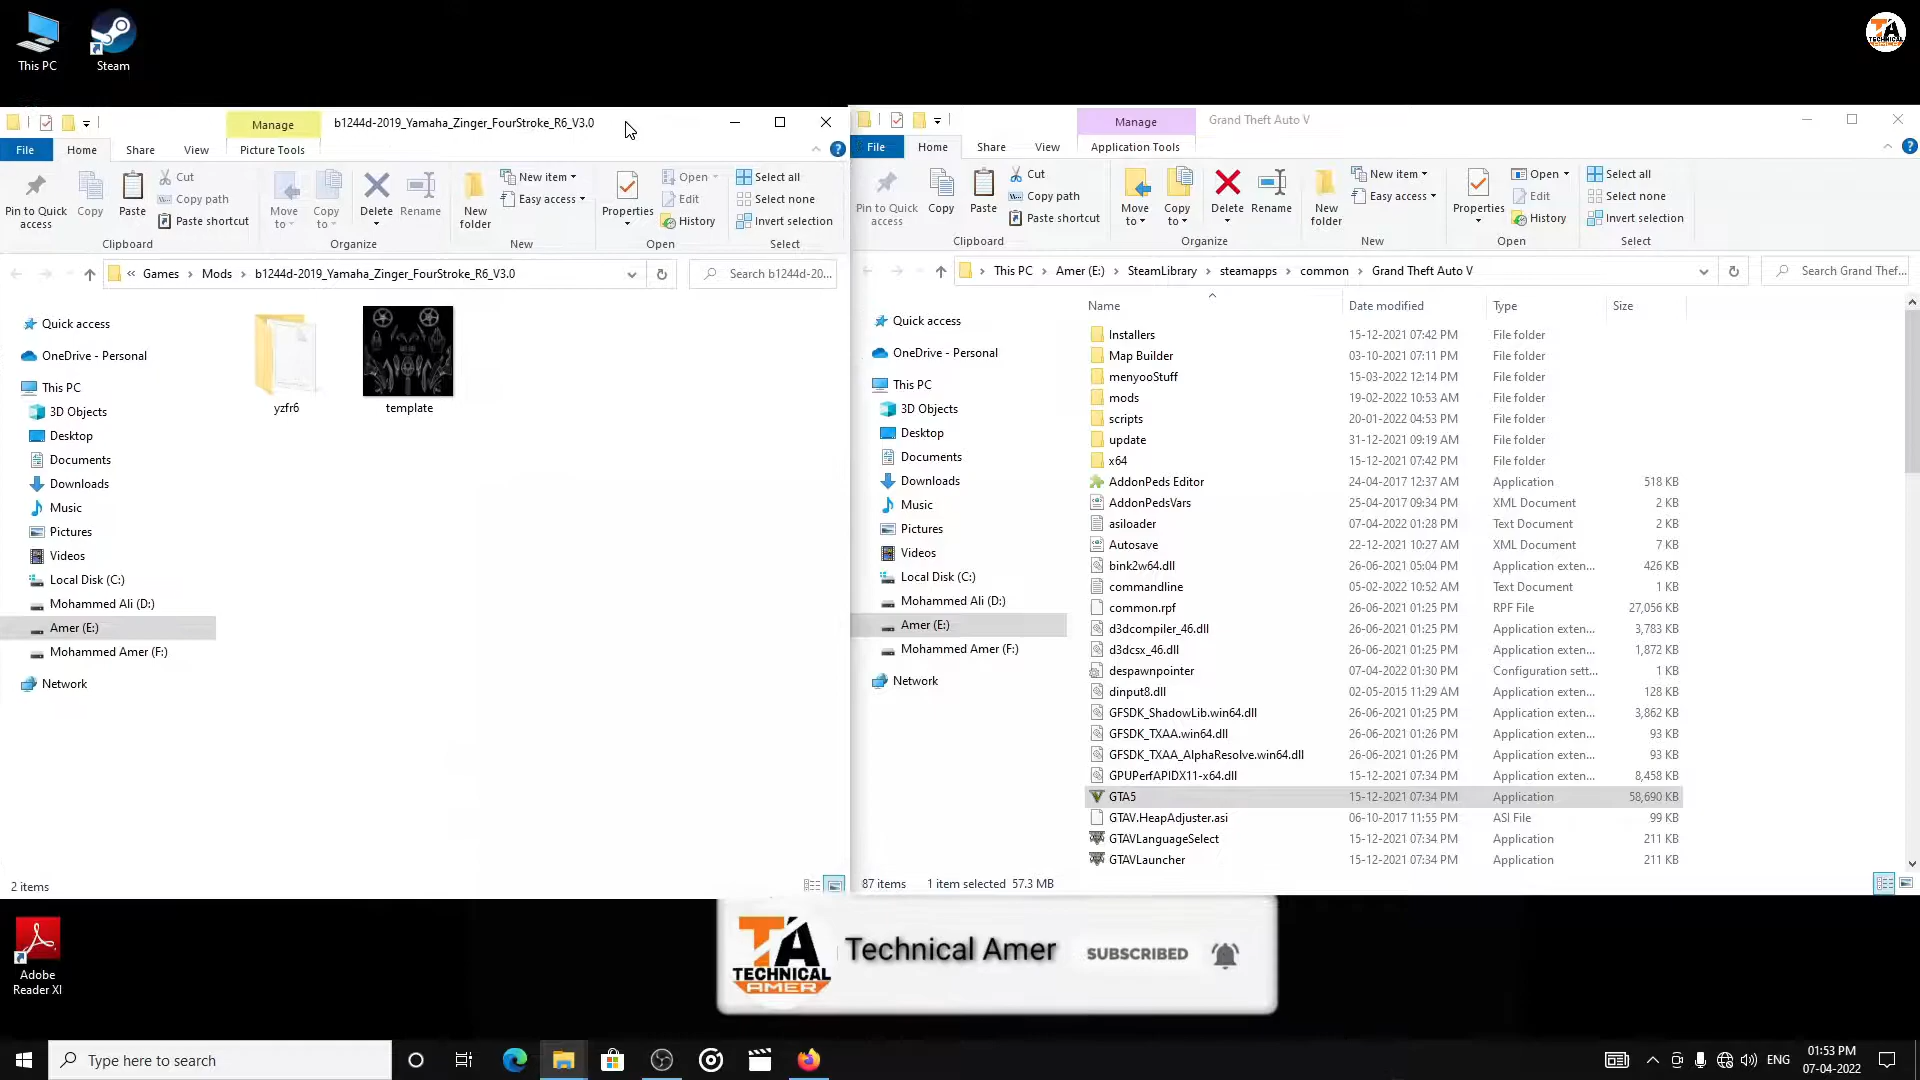 This PC
Steam
TECHNICAL
Manage
b1244d-2019_Yamaha_Zinger_FourStroke_R6_V3.0
File
Home
Share
View
Picture Tools
Pin to Quick access
Copy
Paste
Cut
Copy path
Paste shortcut
Move to
Copy to
Delete
Rename
New folder
New item
Easy access
Properties
Open
Edit
History
Select all
Select none
Invert selection
Clipboard
Organize
New
Open
Select
« Games > Mods > b1244d-2019_Yamaha_Zinger_FourStroke_R6_V3.0
Search b1244d-20...
Quick access
OneDrive - Personal
This PC
3D Objects
Desktop
Documents
Downloads
Music
Pictures
Videos
Local Disk (C:)
Mohammed Ali (D:)
Amer (E:)
Mohammed Amer (F:)
Network
yzfr6
template
2 items
Manage
Grand Theft Auto V
File
Home
Share
View
Application Tools
Pin to Quick access
Copy
Paste
Cut
Copy path
Paste shortcut
Move to
Copy to
Delete
Rename
New folder
New item
Easy access
Properties
Open
Edit
History
Select all
Select none
Invert selection
Clipboard
Organize
New
Open
Select
This PC > Amer (E:) > SteamLibrary > steamapps > common > Grand Theft Auto V
Search Grand Thef...
Quick access
OneDrive - Personal
This PC
3D Objects
Desktop
Documents
Downloads
Music
Pictures
Videos
Local Disk (C:)
Mohammed Ali (D:)
Amer (E:)
Mohammed Amer (F:)
Network
Name Date modified Type Size
Installers 15-12-2021 07:42 PM File folder
Map Builder 03-10-2021 07:11 PM File folder
menyooStuff 15-03-2022 12:14 PM File folder
mods 19-02-2022 10:53 AM File folder
scripts 20-01-2022 04:53 PM File folder
update 31-12-2021 09:19 AM File folder
x64 15-12-2021 07:42 PM File folder
AddonPeds Editor 24-04-2017 12:37 AM Application 518 KB
AddonPedsVars 25-04-2017 09:34 PM XML Document 2 KB
asiloader 07-04-2022 01:28 PM Text Document 2 KB
Autosave 22-12-2021 10:27 AM XML Document 7 KB
bink2w64.dll 26-06-2021 05:04 PM Application exten... 426 KB
commandline 05-02-2022 10:52 AM Text Document 1 KB
common.rpf 26-06-2021 01:25 PM RPF File 27,056 KB
d3dcompiler_46.dll 26-06-2021 01:25 PM Application exten... 3,783 KB
d3dcsx_46.dll 26-06-2021 01:25 PM Application exten... 1,872 KB
despawnpointer 07-04-2022 01:30 PM Configuration sett... 1 KB
dinput8.dll 02-05-2015 11:29 AM Application exten... 128 KB
GFSDK_ShadowLib.win64.dll 26-06-2021 01:25 PM Application exten... 3,862 KB
GFSDK_TXAA.win64.dll 26-06-2021 01:26 PM Application exten... 93 KB
GFSDK_TXAA_AlphaResolve.win64.dll 26-06-2021 01:26 PM Application exten... 93 KB
GPUPerfAPIDX11-x64.dll 15-12-2021 07:34 PM Application exten... 8,458 KB
GTA5 15-12-2021 07:34 PM Application 58,690 KB
GTAV.HeapAdjuster.asi 06-10-2017 11:55 PM ASI File 99 KB
GTAVLanguageSelect 15-12-2021 07:34 PM Application 211 KB
GTAVLauncher 15-12-2021 07:34 PM Application 211 KB
87 items 1 item selected 57.3 MB
TA
TECHNICAL
AMER
Technical Amer
SUBSCRIBED
Adobe
Reader XI
Type here to search
ENG
01:53 PM
07-04-2022